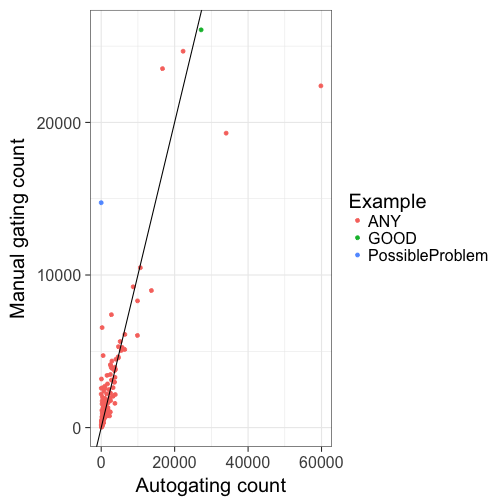 20000
10000
0
0
20000
40000
60000
Autogating count
Manual gating count
Example
ANY
GOOD
PossibleProblem